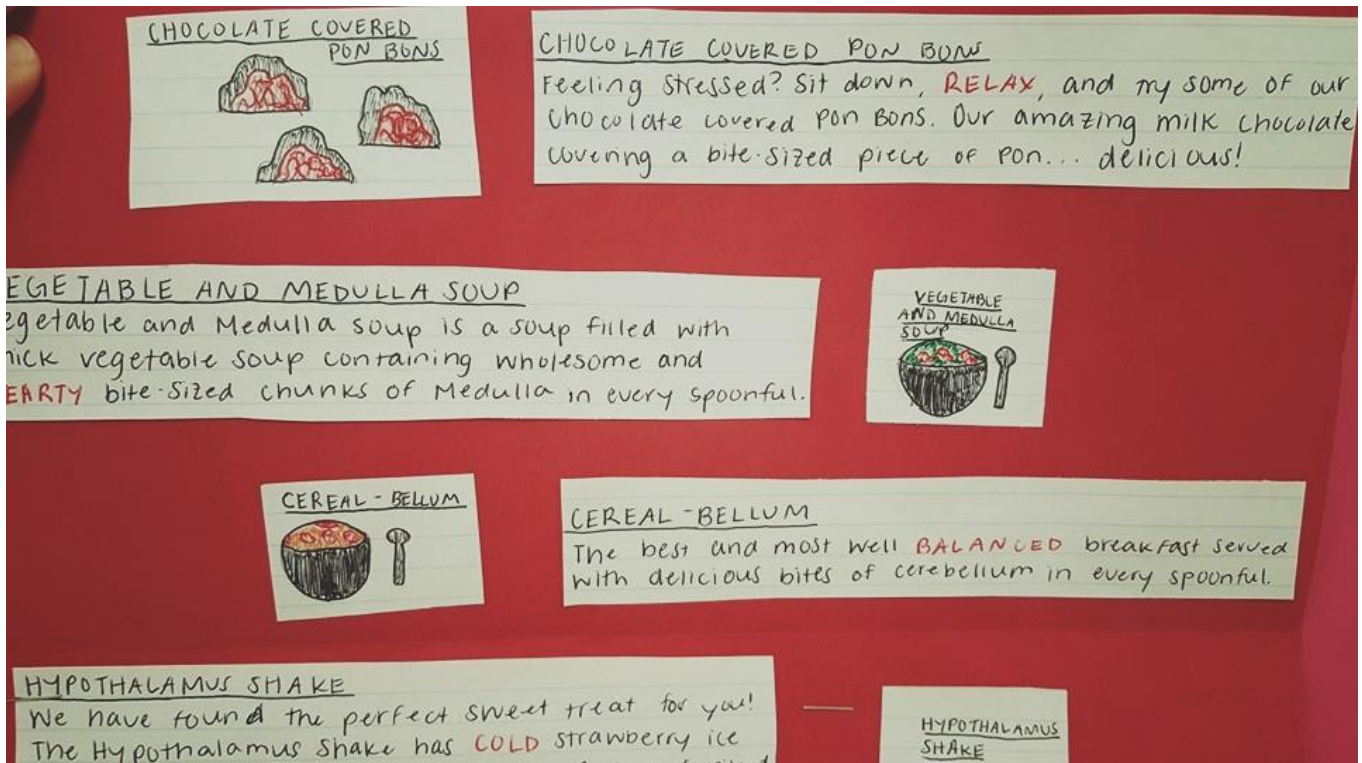 CHOCOLATE COVERED
PON BONS
CHOCOLATE COVERED PON BONS
Feeling stressed? Sit down, RELAX, and try some of our
chocolate covered Pon Bons. Our amazing milk chocolate
covering a bite-sized piece of Pon... delicious!
EGETABLE AND MEDULLA SOUP
egetable and Medulla soup is a soup filled with
hick vegetable soup containing wholesome and
EARTY bite-sized chunks of Medulla in every spoonful.
VEGETABLE
AND MEDULLA
SOUP
CEREAL-BELLUM
CEREAL-BELLUM
The best and most well BALANCED breakfast served
with delicious bites of cerebellum in every spoonful.
HYPOTHALAMUS SHAKE
We have found the perfect sweet treat for you!
The Hypothalamus Shake has COLD strawberry ice
HYPOTHALAMUS
SHAKE